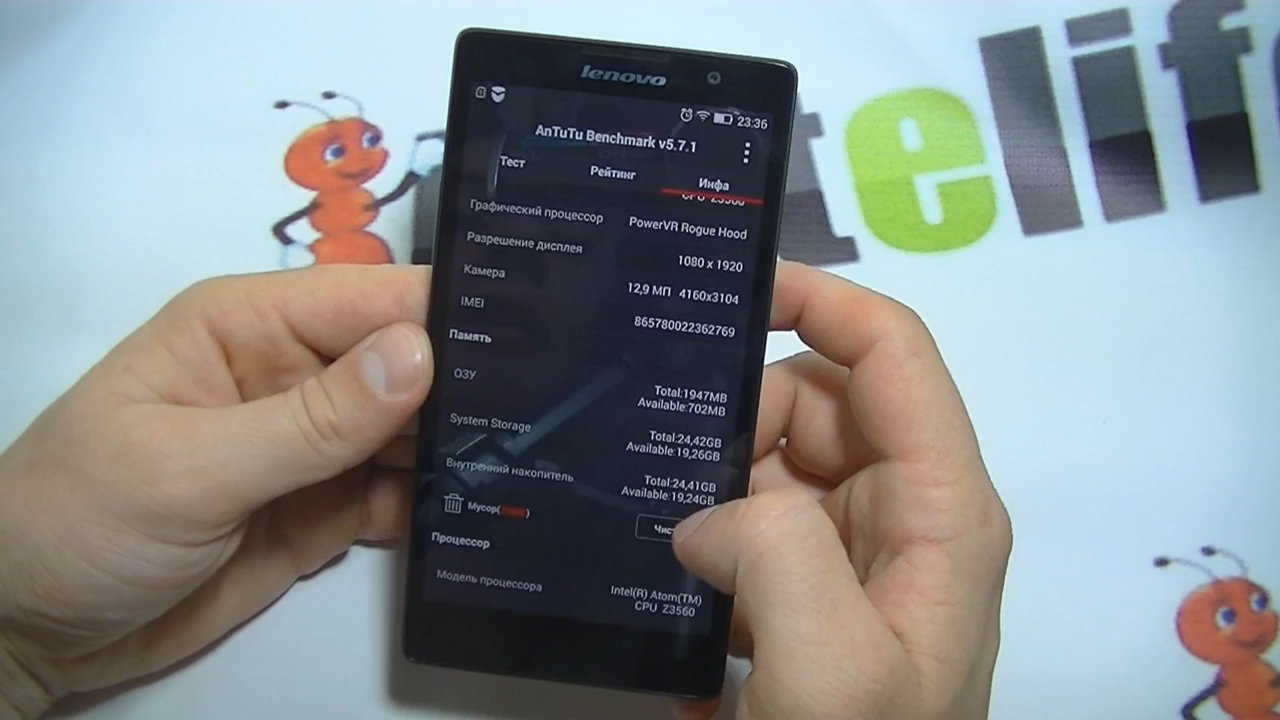 lenovo
23:36
AnTuTu Benchmark v5.7.1
Тест Рейтинг Инфа
CPU Z3560
Графический процессор PowerVR Rogue Hood
Разрешение дисплея 1080 x 1920
Камера 12,9 МП 4160x3104
IMEI 865780022362769
Память
ОЗУ Total:1947MB
Available:702MB
System Storage Total:24,42GB
Available:19,26GB
Внутренний накопитель Total:24,41GB
Available:19,24GB
Мусор( )
Процессор
Модель процессора Intel(R) Atom(TM)
CPU Z3560
telife